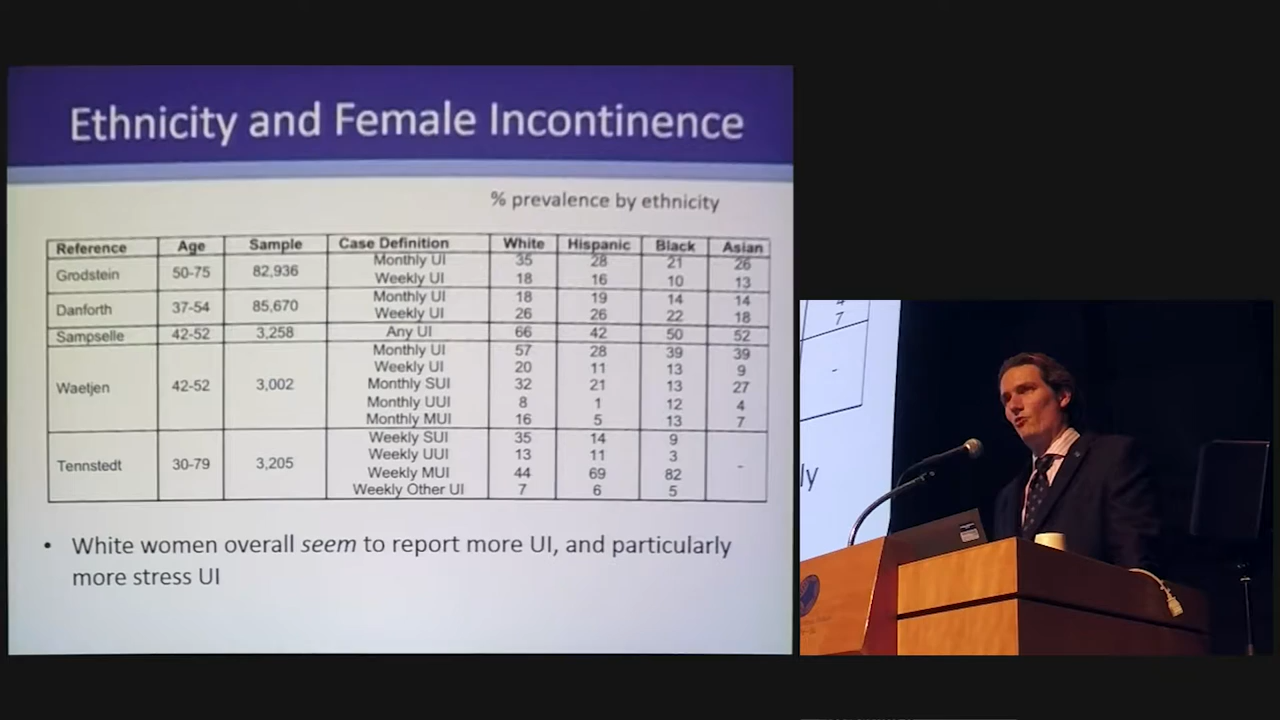 Ethnicity and Female Incontinence
% prevalence by ethnicity
Reference Age Sample Case Definition White Hispanic Black Asian
Grodstein 50-75 82,936 Monthly UI 35 28 21 26
Weekly UI 18 16 10 13
Danforth 37-54 85,670 Monthly UI 18 19 14 14
Weekly UI 26 26 22 18
Sampselle 42-52 3,258 Any UI 66 42 50 52
Waetjen 42-52 3,002 Monthly UI 57 28 39 39
Weekly UI 20 11 13 9
Monthly SUI 32 21 13 27
Monthly UUI 8 1 12 4
Monthly MUI 16 5 13 7
Tennstedt 30-79 3,205 Weekly SUI 35 14 9 -
Weekly UUI 13 11 3
Weekly MUI 44 69 82
Weekly Other UI 7 6 5
• White women overall seem to report more UI, and particularly
more stress UI
4
7
-
ly